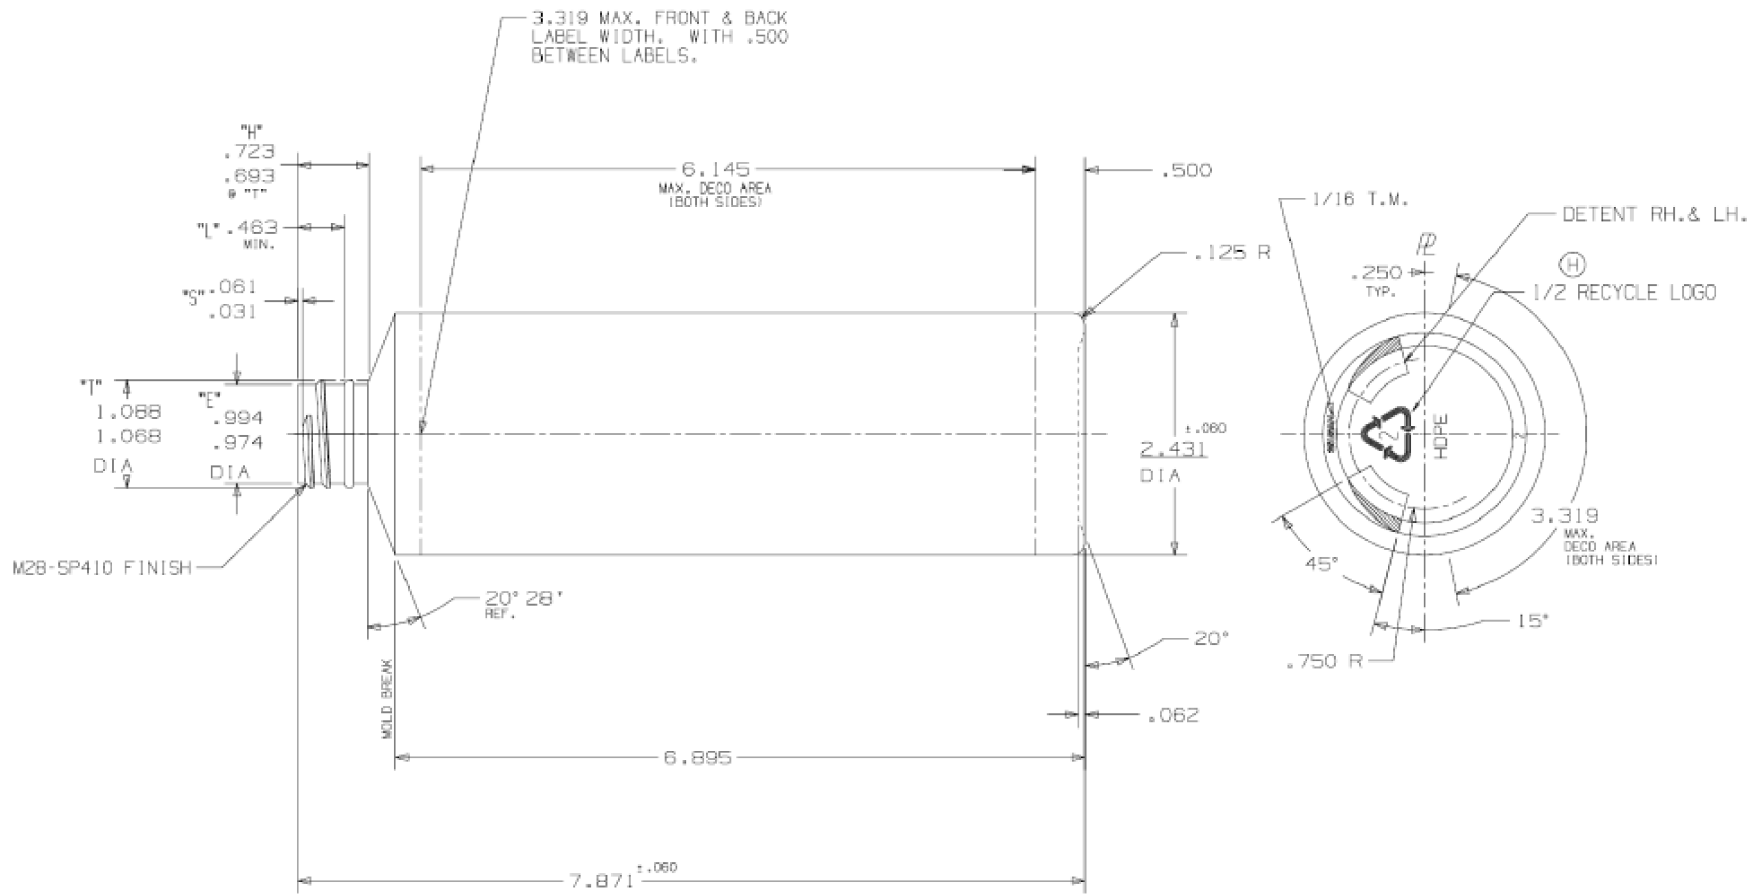 3.319 MAX. FRONT & BACK
LABEL WIDTH. WITH .500
BETWEEN LABELS.
"H"
.723
.693
@ "T"
"L" .463
MIN.
"S" .061
.031
"T"
1.088
1.068
DIA
"E"
.994
.974
DIA
M28-SP410 FINISH
6.145
MAX. DECO AREA
(BOTH SIDES)
.500
.125 R
±.060
2.431
DIA
20° 28'
REF.
MOLD BREAK
20°
.062
6.895
7.871 ±.060
1/16 T.M.
DETENT RH.& LH.
PL
H
.250
TYP.
1/2 RECYCLE LOGO
2
HDPE
2
3.319
MAX.
DECO AREA
(BOTH SIDES)
45°
15°
.750 R